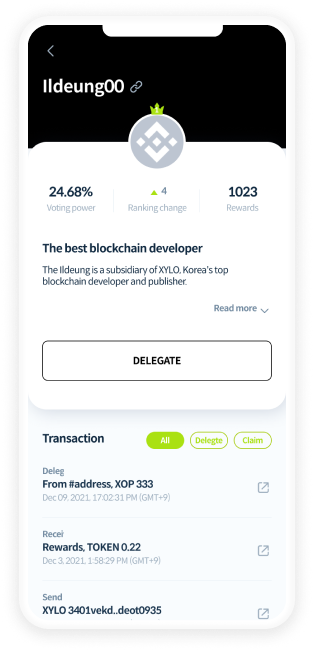 Ildeung00
24.68%
Voting power
4
Ranking change
1023
Rewards
The best blockchain developer
The Ildeung is a subsidiary of XYLO, Korea's top
blockchain developer and publisher.
Read more
DELEGATE
Transaction
All
Delegte
Claim
Deleg
From #address, XOP 333
Dec 09, 2021, 17:02:31 PM (GMT+9)
Recei
Rewards, TOKEN 0.22
Dec 3, 2021, 1:58:29 PM (GMT+9)
Send
XYLO 3401vekd..deot0935